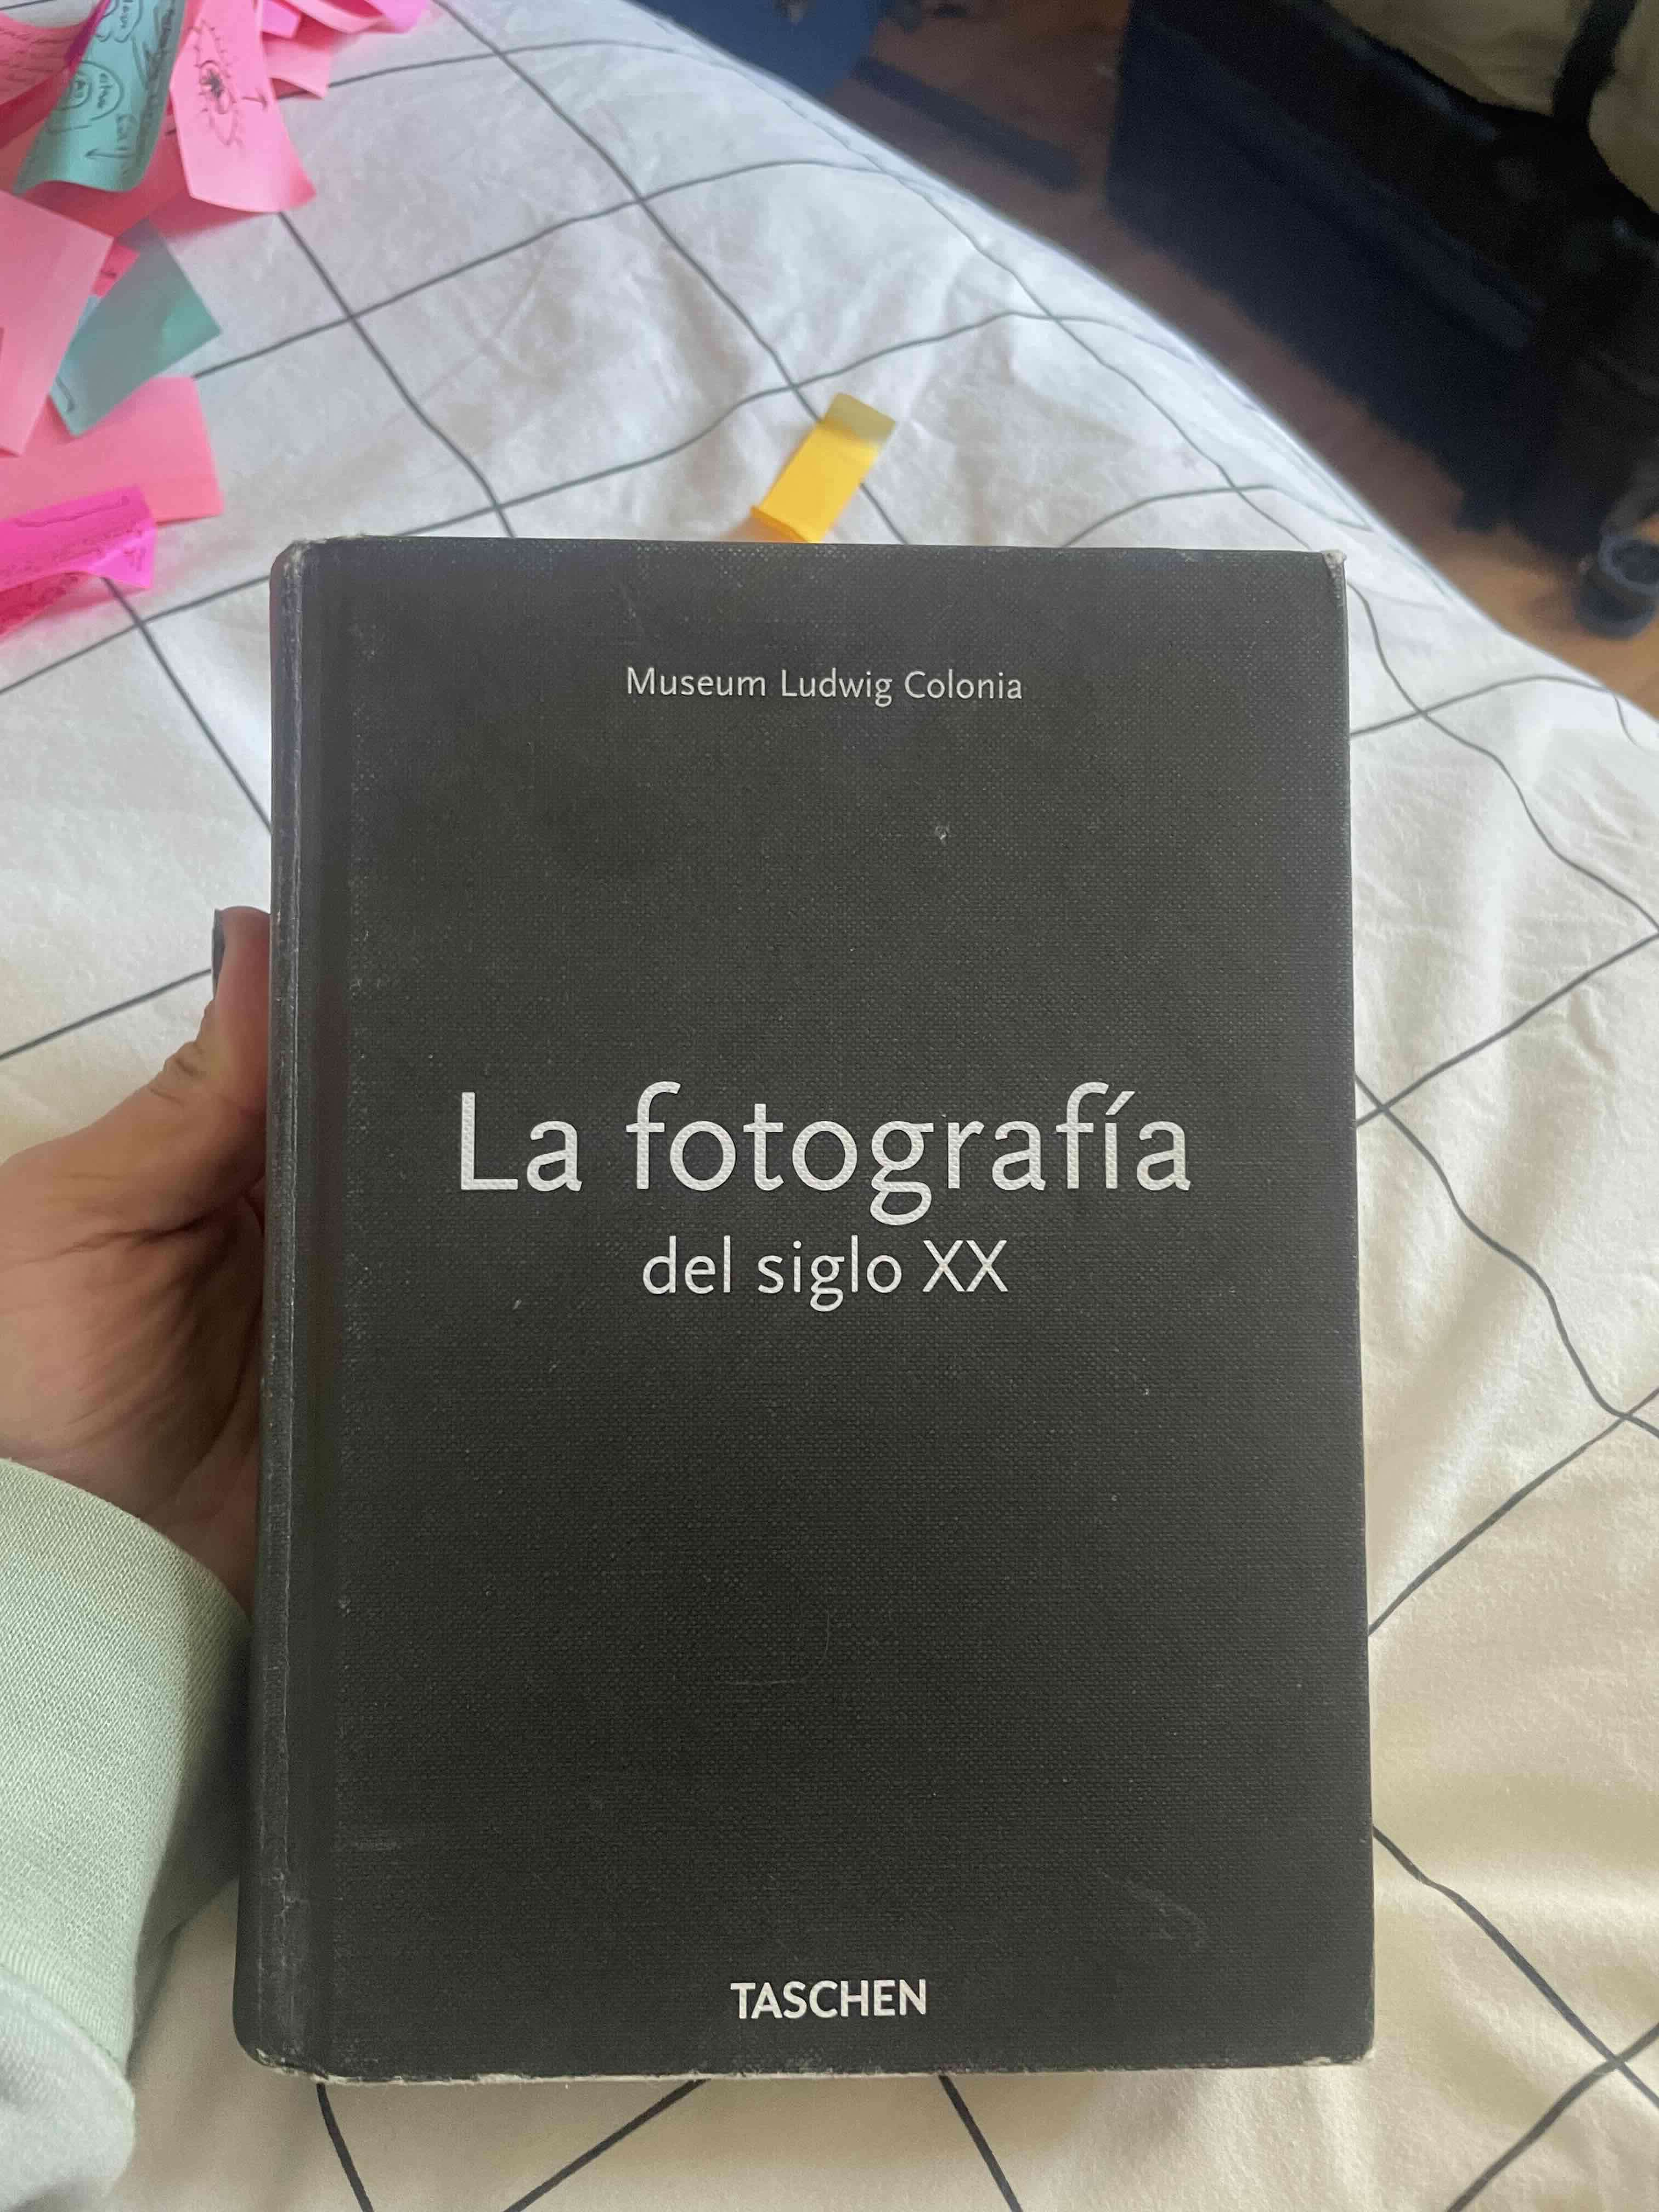 Museum Ludwig Colonia
La fotografía
del siglo XX
TASCHEN